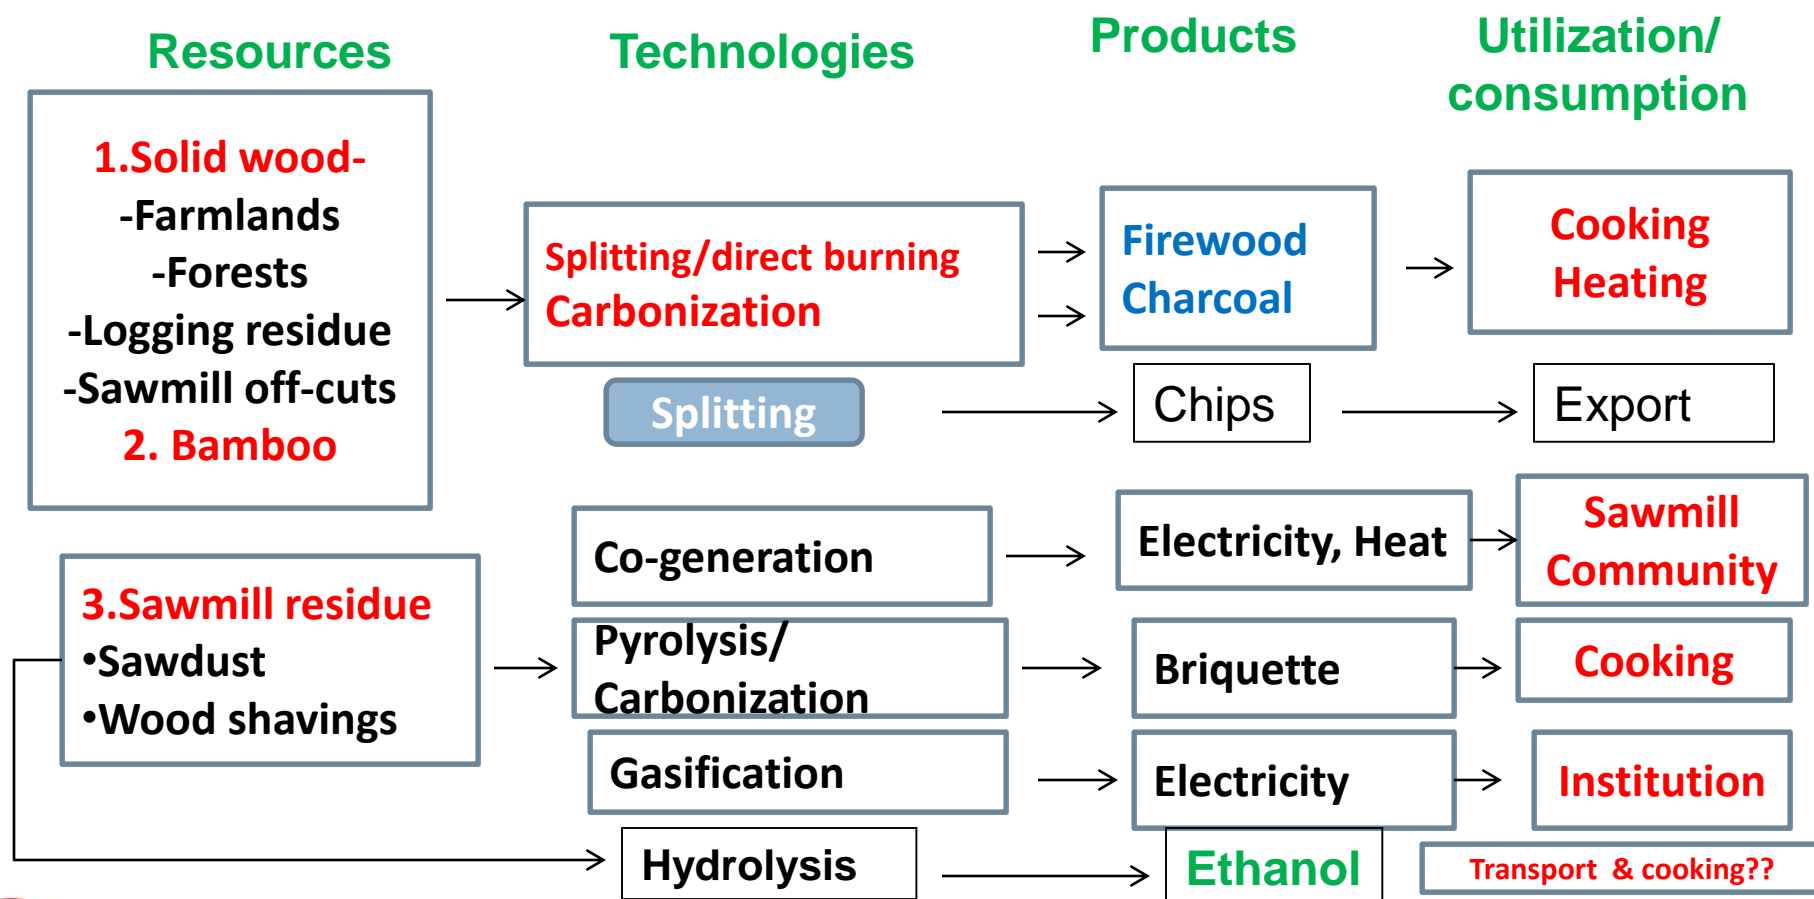 Resources
Technologies
Products
Utilization/
consumption
1.Solid wood-
-Farmlands
-Forests
-Logging residue
-Sawmill off-cuts
2. Bamboo
Splitting/direct burning
Carbonization
Firewood
Charcoal
Cooking
Heating
Splitting
Chips
Export
3.Sawmill residue
•Sawdust
•Wood shavings
Co-generation
Electricity, Heat
Sawmill
Community
Pyrolysis/
Carbonization
Briquette
Cooking
Gasification
Electricity
Institution
Hydrolysis
Ethanol
Transport & cooking??